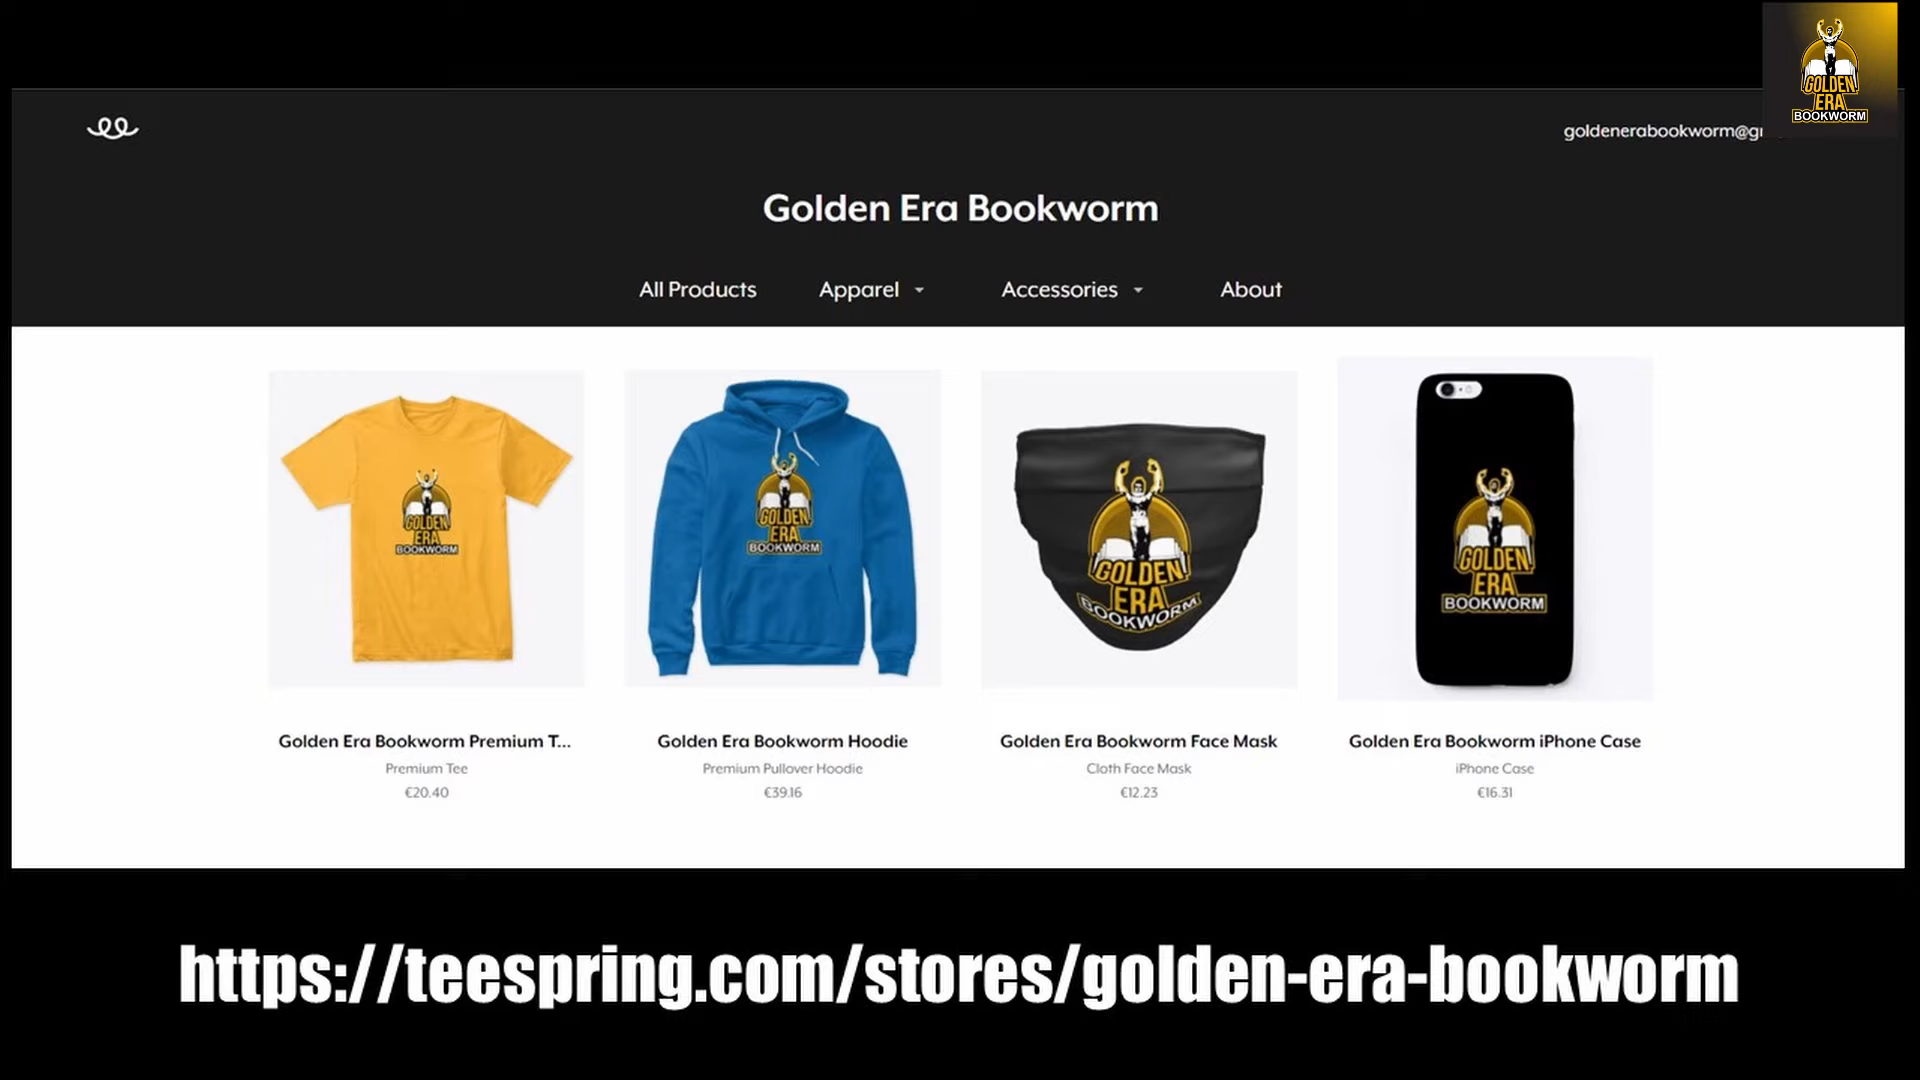 GOLDEN
ERA
BOOKWORM
goldenerabookworm@g
Golden Era Bookworm
All Products
Apparel
Accessories
About
GOLDEN
ERA
BOOKWORM
GOLDEN
ERA
BOOKWORM
GOLDEN
ERA
BOOKWORM
GOLDEN
ERA
BOOKWORM
Golden Era Bookworm Premium T...
Golden Era Bookworm Hoodie
Golden Era Bookworm Face Mask
Golden Era Bookworm iPhone Case
Premium Tee
Premium Pullover Hoodie
Cloth Face Mask
iPhone Case
€20.40
€39.16
€12.23
€16.31
https://teespring.com/stores/golden-era-bookworm